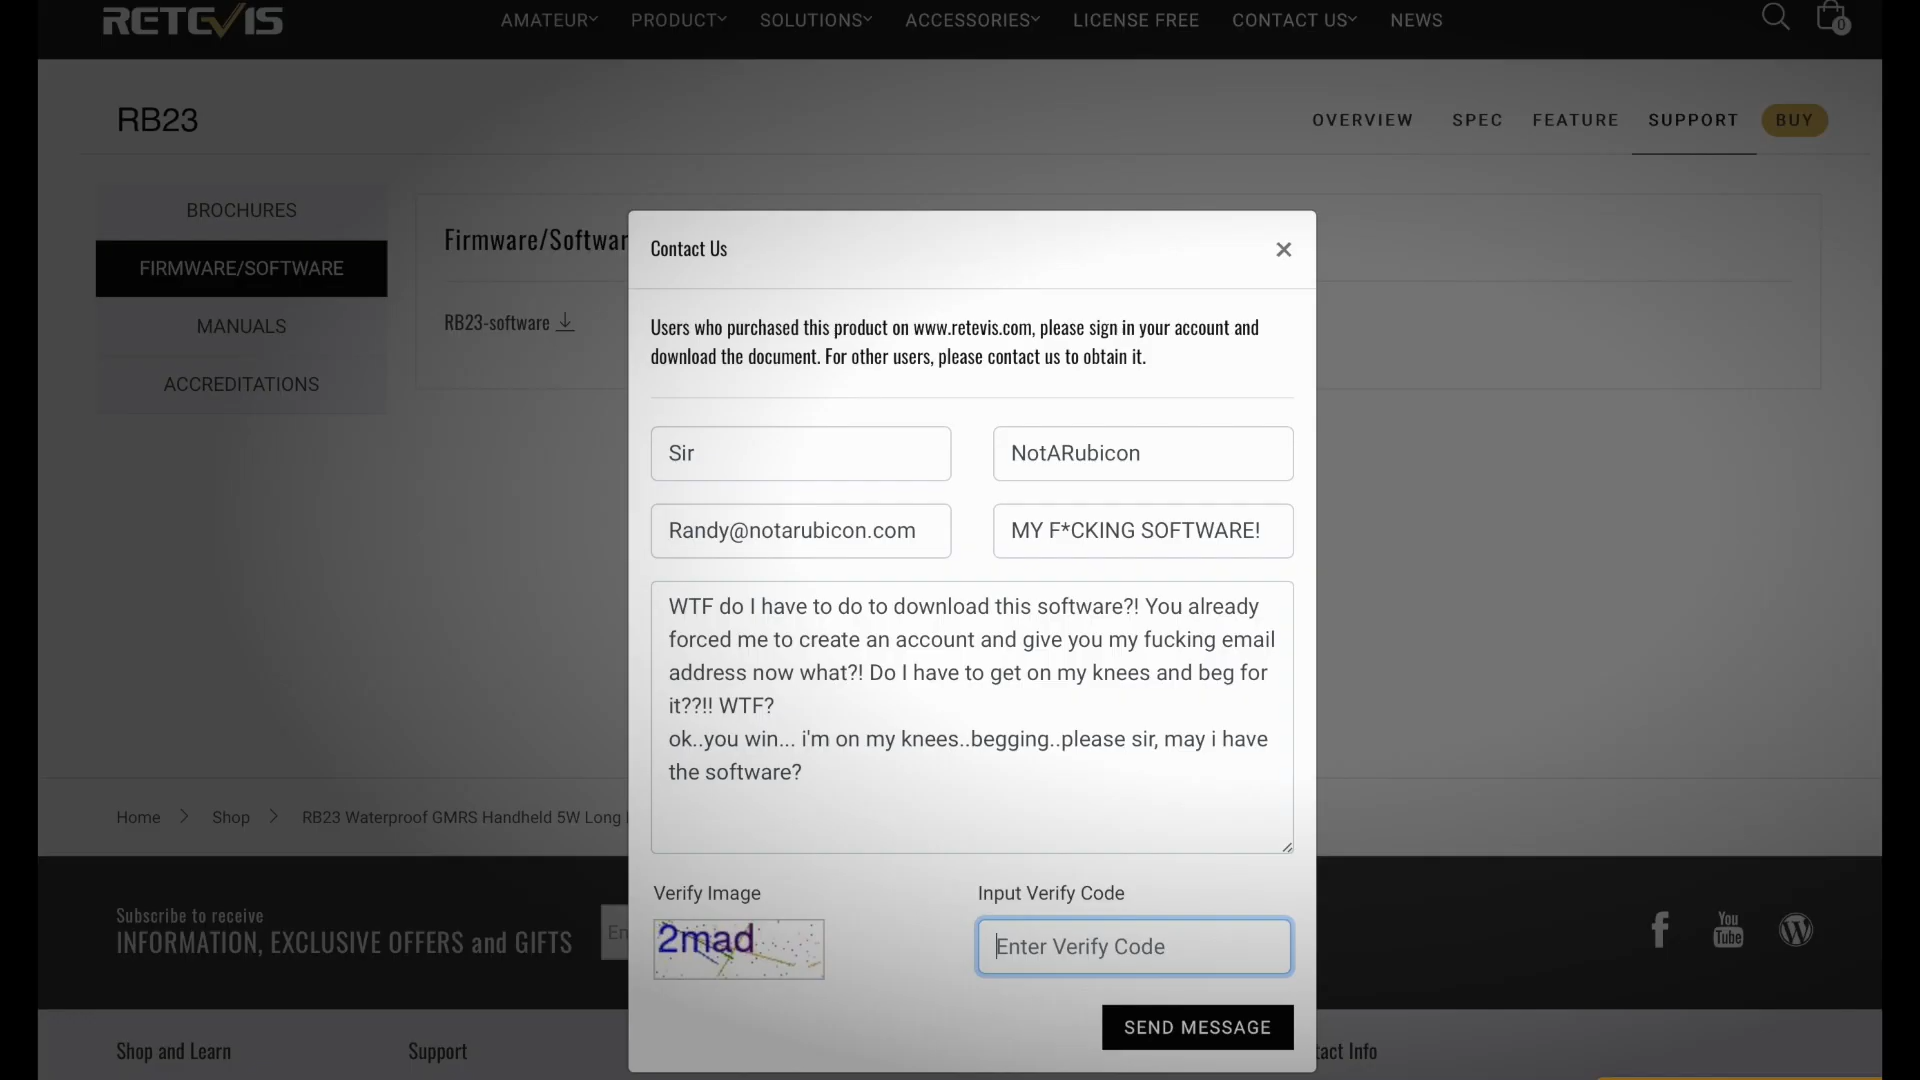 RETEVIS
AMATEUR PRODUCT SOLUTIONS ACCESSORIES LICENSE FREE CONTACT US NEWS
0
RB23
OVERVIEW SPEC FEATURE SUPPORT BUY
BROCHURES
FIRMWARE/SOFTWARE
MANUALS
ACCREDITATIONS
Firmware/Softwar
RB23-software
Contact Us
×
Users who purchased this product on www.retevis.com, please sign in your account and
download the document. For other users, please contact us to obtain it.
Sir
NotARubicon
Randy@notarubicon.com
MY F*CKING SOFTWARE!
WTF do I have to do to download this software?! You already
forced me to create an account and give you my fucking email
address now what?! Do I have to get on my knees and beg for
it??!! WTF?
ok..you win... i'm on my knees..begging..please sir, may i have
the software?
Verify Image
Input Verify Code
2mad
Enter Verify Code
SEND MESSAGE
Home > Shop > RB23 Waterproof GMRS Handheld 5W Long
Subscribe to receive
INFORMATION, EXCLUSIVE OFFERS and GIFTS
En
You
Tube
Shop and Learn
Support
tact Info